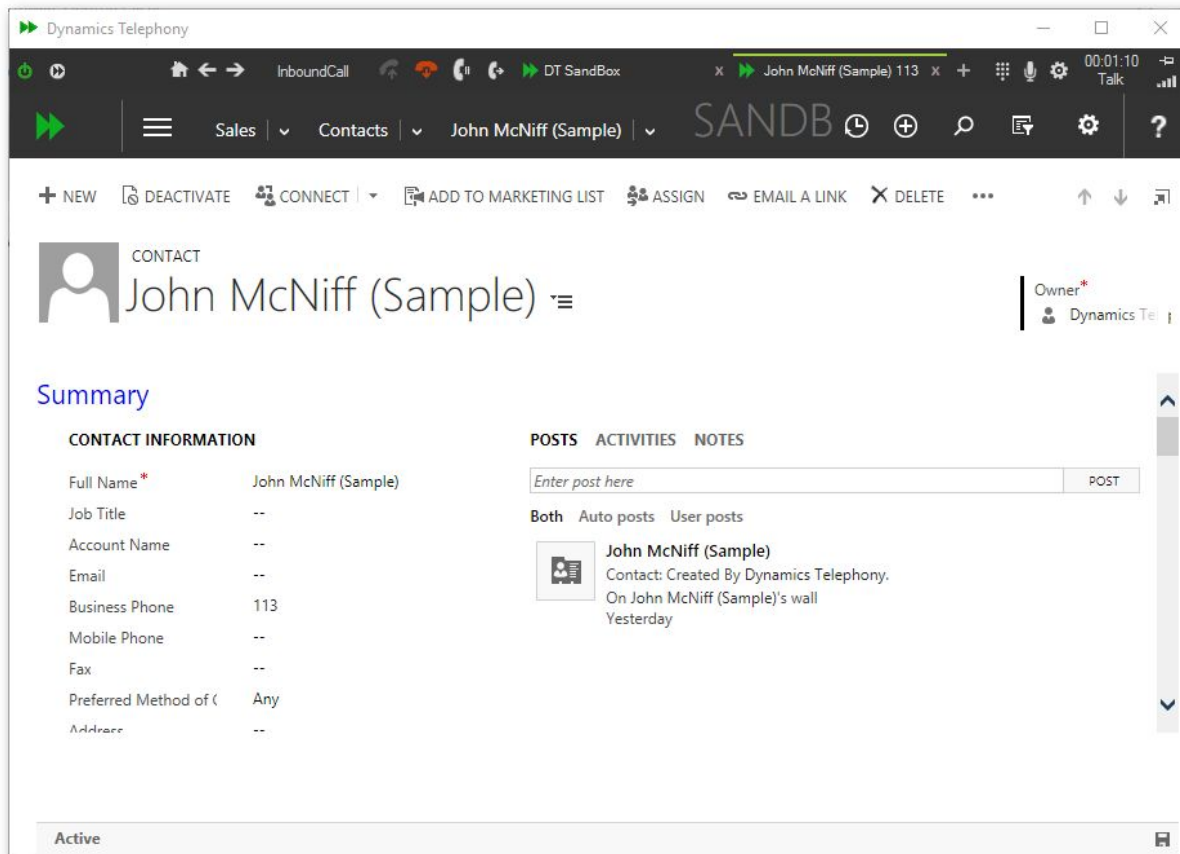 Dynamics Telephony
InboundCall DT SandBox x John McNiff (Sample) 113 x + 00:01:10
Talk
Sales Contacts John McNiff (Sample) SANDB ?
NEW DEACTIVATE CONNECT ADD TO MARKETING LIST ASSIGN EMAIL A LINK DELETE •••
CONTACT
John McNiff (Sample)
Owner*
Dynamics Te
Summary
CONTACT INFORMATION
Full Name* John McNiff (Sample)
Job Title --
Account Name --
Email --
Business Phone 113
Mobile Phone --
Fax --
Preferred Method of Any
Address --
POSTS ACTIVITIES NOTES
Enter post here POST
Both Auto posts User posts
John McNiff (Sample)
Contact: Created By Dynamics Telephony.
On John McNiff (Sample)'s wall
Yesterday
Active